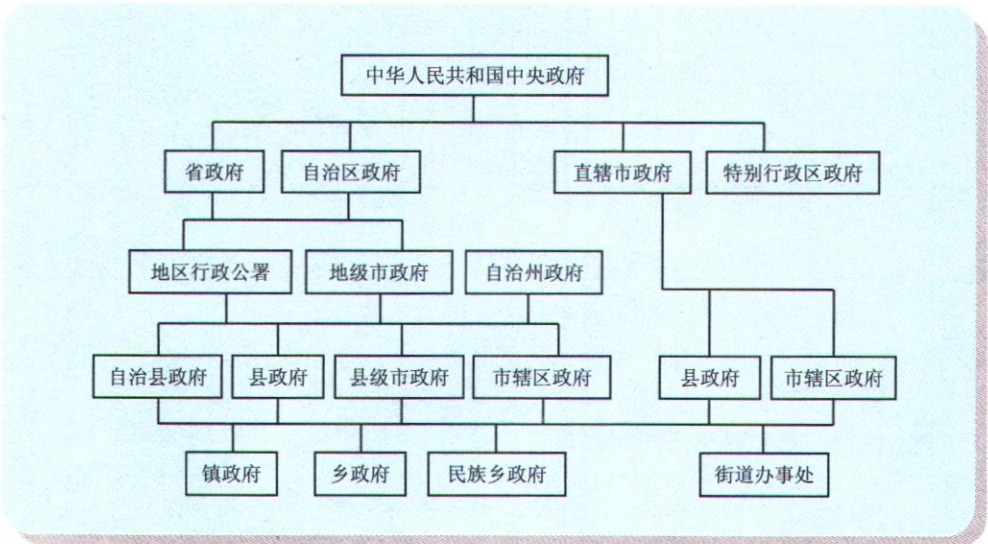 中华人民共和国中央政府
省政府
自治区政府
直辖市政府
特别行政区政府
地区行政公署
地级市政府
自治州政府
自治县政府
县政府
县级市政府
市辖区政府
县政府
市辖区政府
镇政府
乡政府
民族乡政府
街道办事处